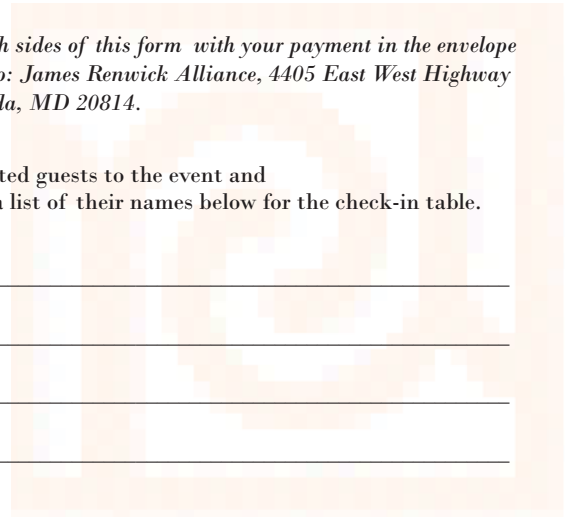 h sides of this form with your payment in the envelope
o: James Renwick Alliance, 4405 East West Highway
da, MD 20814.
ted guests to the event and
a list of their names below for the check-in table.